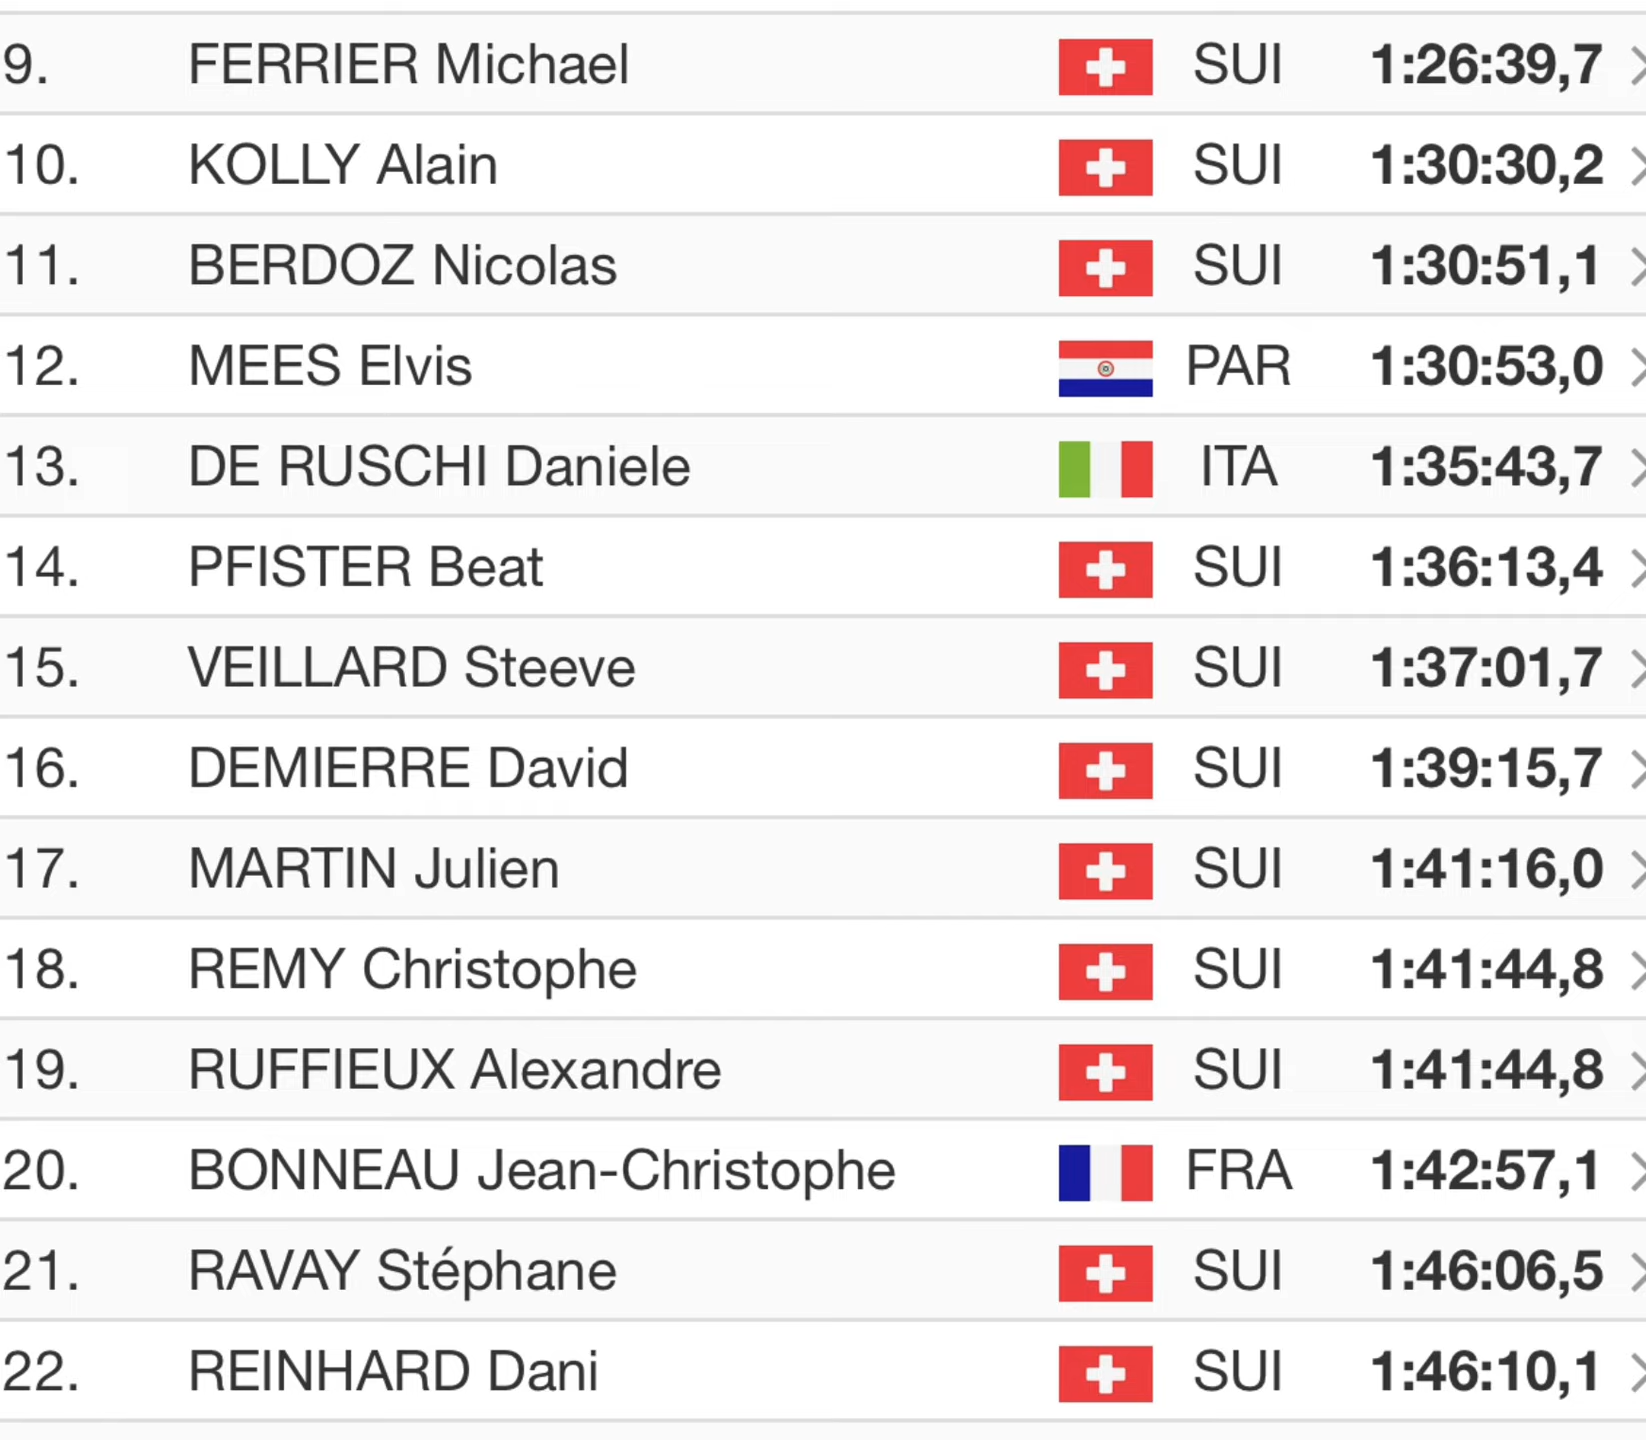 9. FERRIER Michael SUI 1:26:39,7
10. KOLLY Alain SUI 1:30:30,2
11. BERDOZ Nicolas SUI 1:30:51,1
12. MEES Elvis PAR 1:30:53,0
13. DE RUSCHI Daniele ITA 1:35:43,7
14. PFISTER Beat SUI 1:36:13,4
15. VEILLARD Steeve SUI 1:37:01,7
16. DEMIERRE David SUI 1:39:15,7
17. MARTIN Julien SUI 1:41:16,0
18. REMY Christophe SUI 1:41:44,8
19. RUFFIEUX Alexandre SUI 1:41:44,8
20. BONNEAU Jean-Christophe FRA 1:42:57,1
21. RAVAY Stéphane SUI 1:46:06,5
22. REINHARD Dani SUI 1:46:10,1